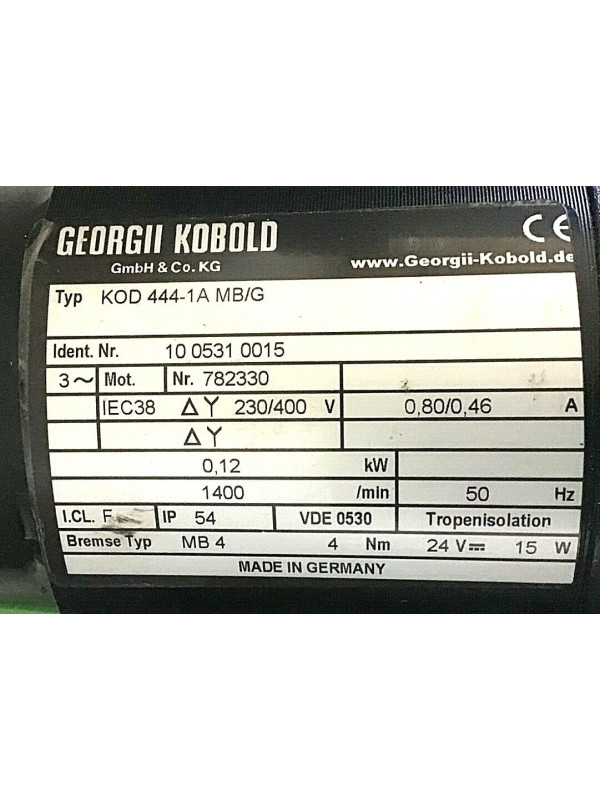 GEORGII KOBOLD CE
GmbH & Co. KG www.Georgii-Kobold.de
Typ KOD 444-1A MB/G
Ident. Nr. 10 0531 0015
3~ Mot. Nr. 782330
IEC38 Δ Y 230/400 V 0,80/0,46 A
Δ Y
0,12 kW
1400 /min 50 Hz
I.CL. F IP 54 VDE 0530 Tropenisolation
Bremse Typ MB 4 4 Nm 24 V⎓ 15 W
MADE IN GERMANY